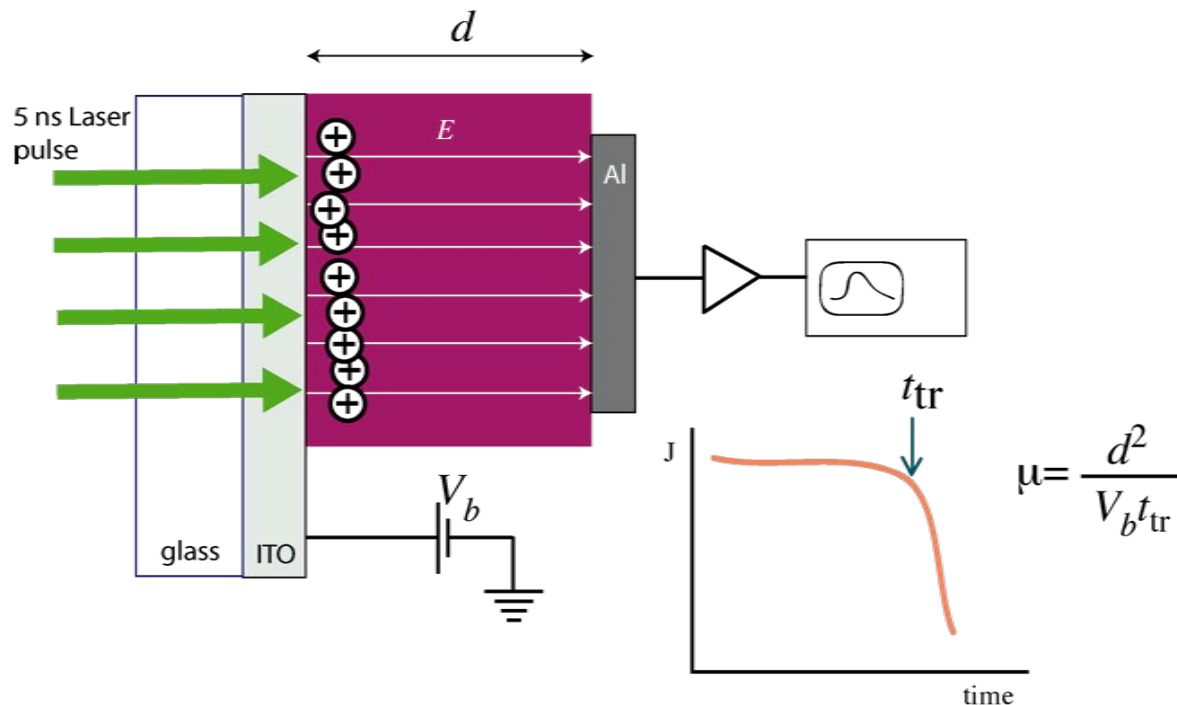 d
5 ns Laser
pulse
E
Al
+
+
+
+
+
+
+
+
+
V_b
glass
ITO
t_tr
J
μ= d² / V_b t_tr
time